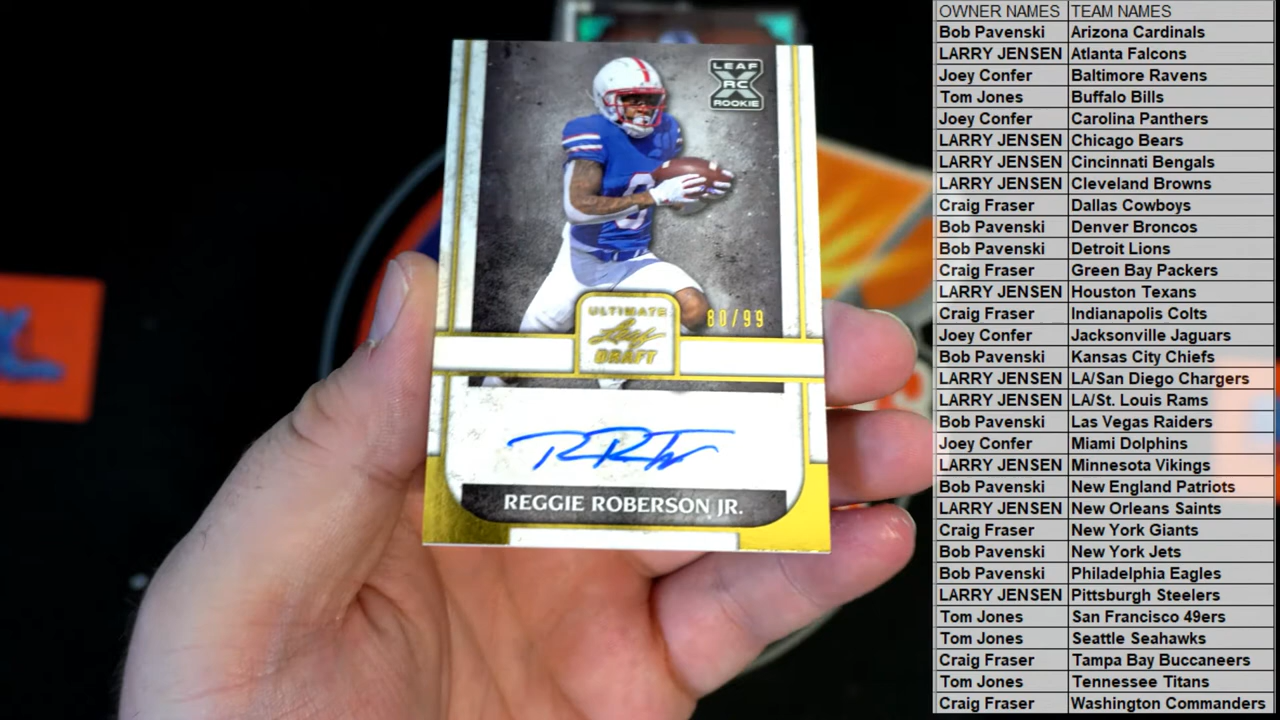 LEAF
RC
ROOKIE
80/99
ULTIMATE
Leaf
DRAFT
REGGIE ROBERSON JR.
OWNER NAMES TEAM NAMES
Bob Pavenski Arizona Cardinals
LARRY JENSEN Atlanta Falcons
Joey Confer Baltimore Ravens
Tom Jones Buffalo Bills
Joey Confer Carolina Panthers
LARRY JENSEN Chicago Bears
LARRY JENSEN Cincinnati Bengals
LARRY JENSEN Cleveland Browns
Craig Fraser Dallas Cowboys
Bob Pavenski Denver Broncos
Bob Pavenski Detroit Lions
Craig Fraser Green Bay Packers
LARRY JENSEN Houston Texans
Craig Fraser Indianapolis Colts
Joey Confer Jacksonville Jaguars
Bob Pavenski Kansas City Chiefs
LARRY JENSEN LA/San Diego Chargers
LARRY JENSEN LA/St. Louis Rams
Bob Pavenski Las Vegas Raiders
Joey Confer Miami Dolphins
LARRY JENSEN Minnesota Vikings
Bob Pavenski New England Patriots
LARRY JENSEN New Orleans Saints
Craig Fraser New York Giants
Bob Pavenski New York Jets
Bob Pavenski Philadelphia Eagles
LARRY JENSEN Pittsburgh Steelers
Tom Jones San Francisco 49ers
Tom Jones Seattle Seahawks
Craig Fraser Tampa Bay Buccaneers
Tom Jones Tennessee Titans
Craig Fraser Washington Commanders